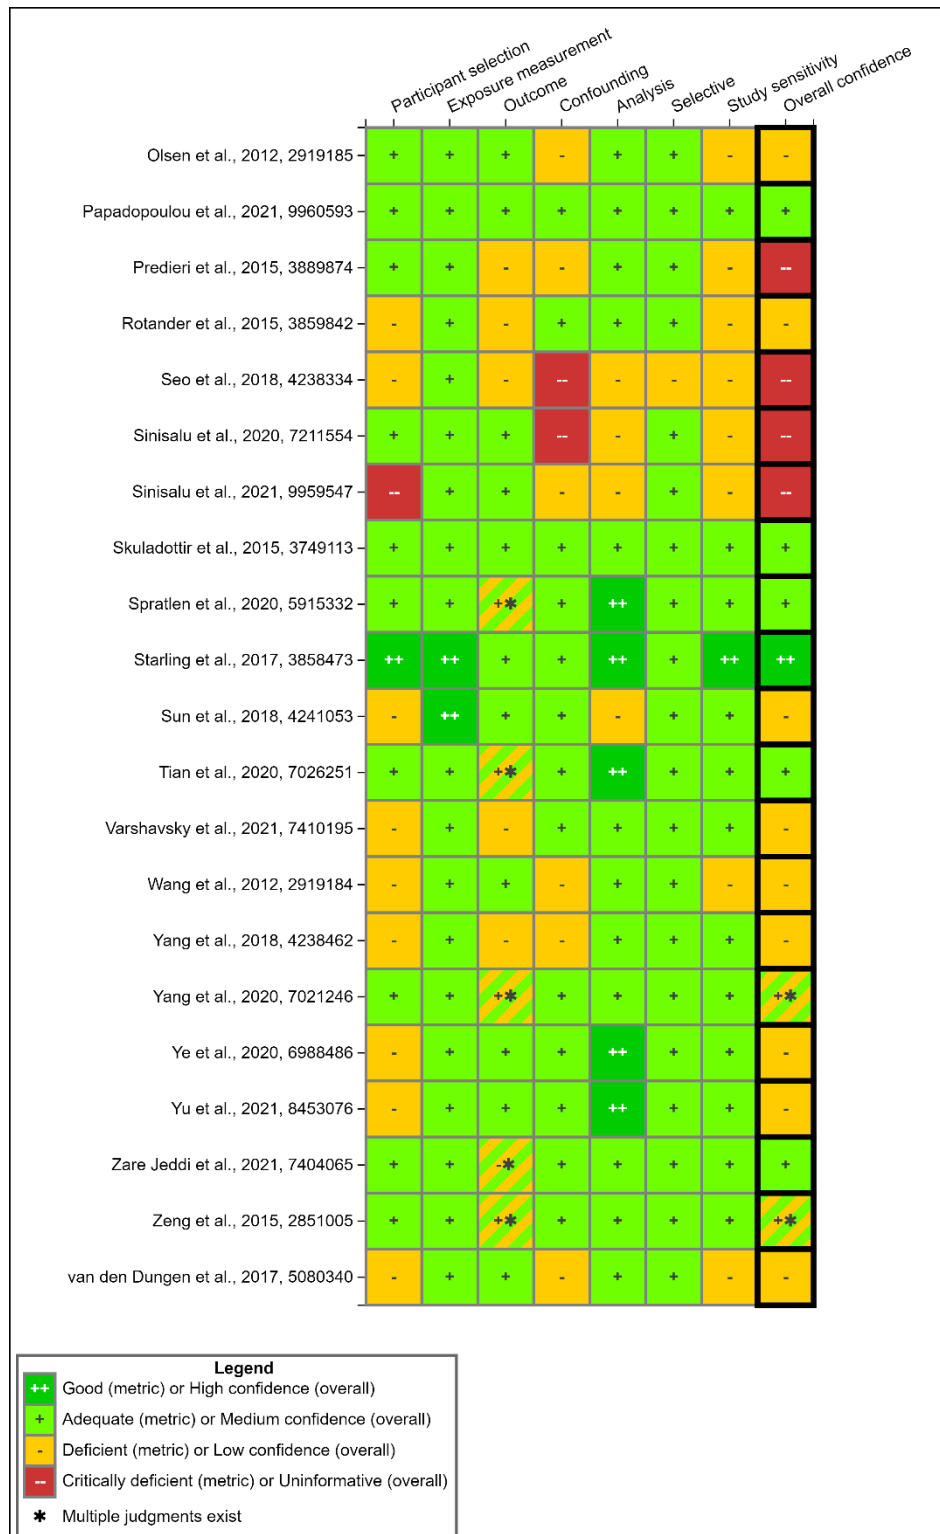 Participant selection
Exposure measurement
Outcome
Confounding
Analysis
Selective
Study sensitivity
Overall confidence
Olsen et al., 2012, 2919185 + + + - + + - -
Papadopoulou et al., 2021, 9960593 + + + + + + + +
Predieri et al., 2015, 3889874 + + - - + + - --
Rotander et al., 2015, 3859842 - + - + + + - -
Seo et al., 2018, 4238334 - + - -- - - - --
Sinisalu et al., 2020, 7211554 + + + -- - + - --
Sinisalu et al., 2021, 9959547 -- + + - - + - --
Skuladottir et al., 2015, 3749113 + + + + + + + +
Spratlen et al., 2020, 5915332 + + +✱ + ++ + + +
Starling et al., 2017, 3858473 ++ ++ + + ++ + ++ ++
Sun et al., 2018, 4241053 - ++ + + - + + -
Tian et al., 2020, 7026251 + + +✱ + ++ + + +
Varshavsky et al., 2021, 7410195 - + - + + + + -
Wang et al., 2012, 2919184 - + + - + + - -
Yang et al., 2018, 4238462 - + - - + + + -
Yang et al., 2020, 7021246 + + +✱ + + + + +✱
Ye et al., 2020, 6988486 - + + + ++ + + -
Yu et al., 2021, 8453076 - + + + ++ + + -
Zare Jeddi et al., 2021, 7404065 + + -✱ + + + + +
Zeng et al., 2015, 2851005 + + +✱ + + + + +✱
van den Dungen et al., 2017, 5080340 - + + - + + - -
Legend
++ Good (metric) or High confidence (overall)
+ Adequate (metric) or Medium confidence (overall)
- Deficient (metric) or Low confidence (overall)
-- Critically deficient (metric) or Uninformative (overall)
✱ Multiple judgments exist